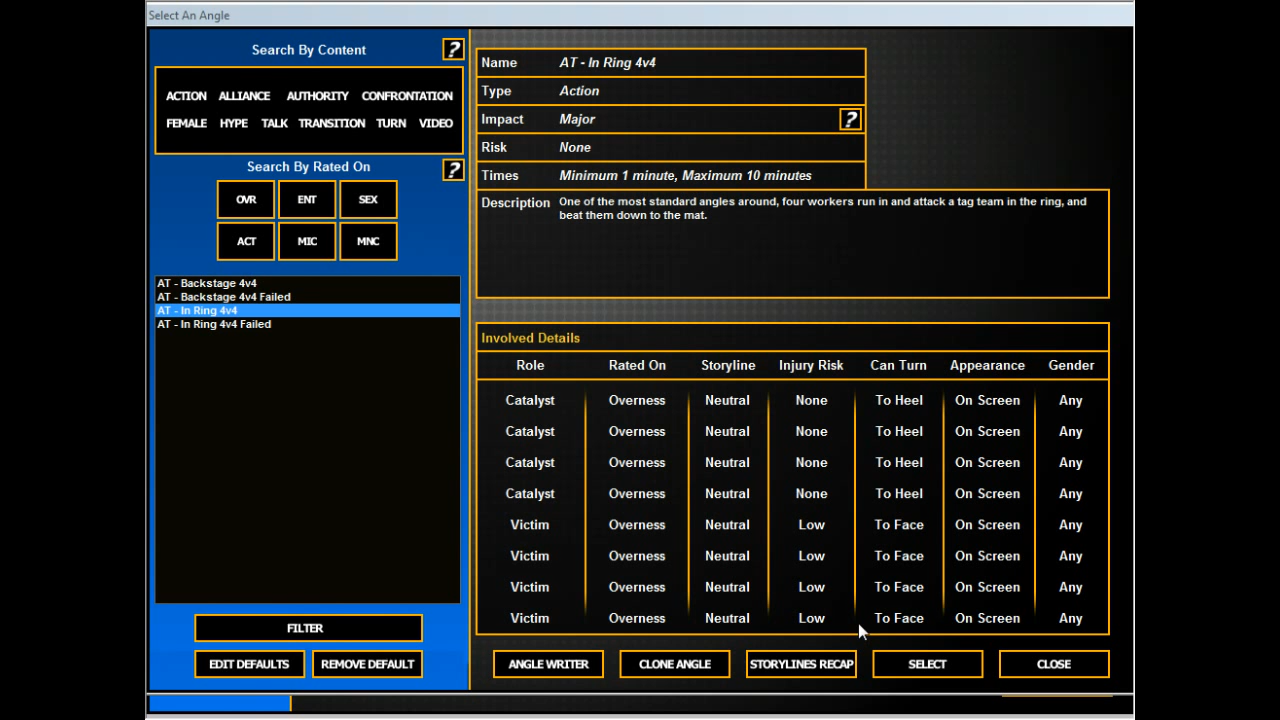 Select An Angle
Search By Content
?
ACTION ALLIANCE AUTHORITY CONFRONTATION
FEMALE HYPE TALK TRANSITION TURN VIDEO
Search By Rated On
?
OVR ENT SEX
ACT MIC MNC
AT - Backstage 4v4
AT - Backstage 4v4 Failed
AT - In Ring 4v4
AT - In Ring 4v4 Failed
FILTER
EDIT DEFAULTS REMOVE DEFAULT
Name AT - In Ring 4v4
Type Action
Impact Major ?
Risk None
Times Minimum 1 minute, Maximum 10 minutes
Description One of the most standard angles around, four workers run in and attack a tag team in the ring, and
beat them down to the mat.
Involved Details
Role Rated On Storyline Injury Risk Can Turn Appearance Gender
Catalyst Overness Neutral None To Heel On Screen Any
Catalyst Overness Neutral None To Heel On Screen Any
Catalyst Overness Neutral None To Heel On Screen Any
Catalyst Overness Neutral None To Heel On Screen Any
Victim Overness Neutral Low To Face On Screen Any
Victim Overness Neutral Low To Face On Screen Any
Victim Overness Neutral Low To Face On Screen Any
Victim Overness Neutral Low To Face On Screen Any
ANGLE WRITER CLONE ANGLE STORYLINES RECAP SELECT CLOSE